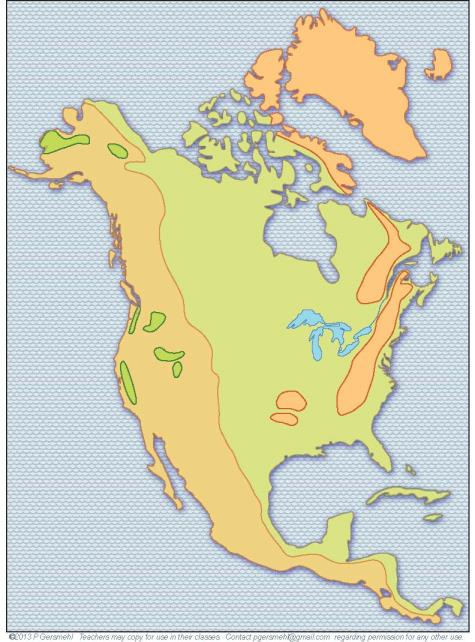 ©2013 P Gersmehl Teachers may copy for use in their classes. Contact pgersmehl@gmail.com regarding permission for any other use.